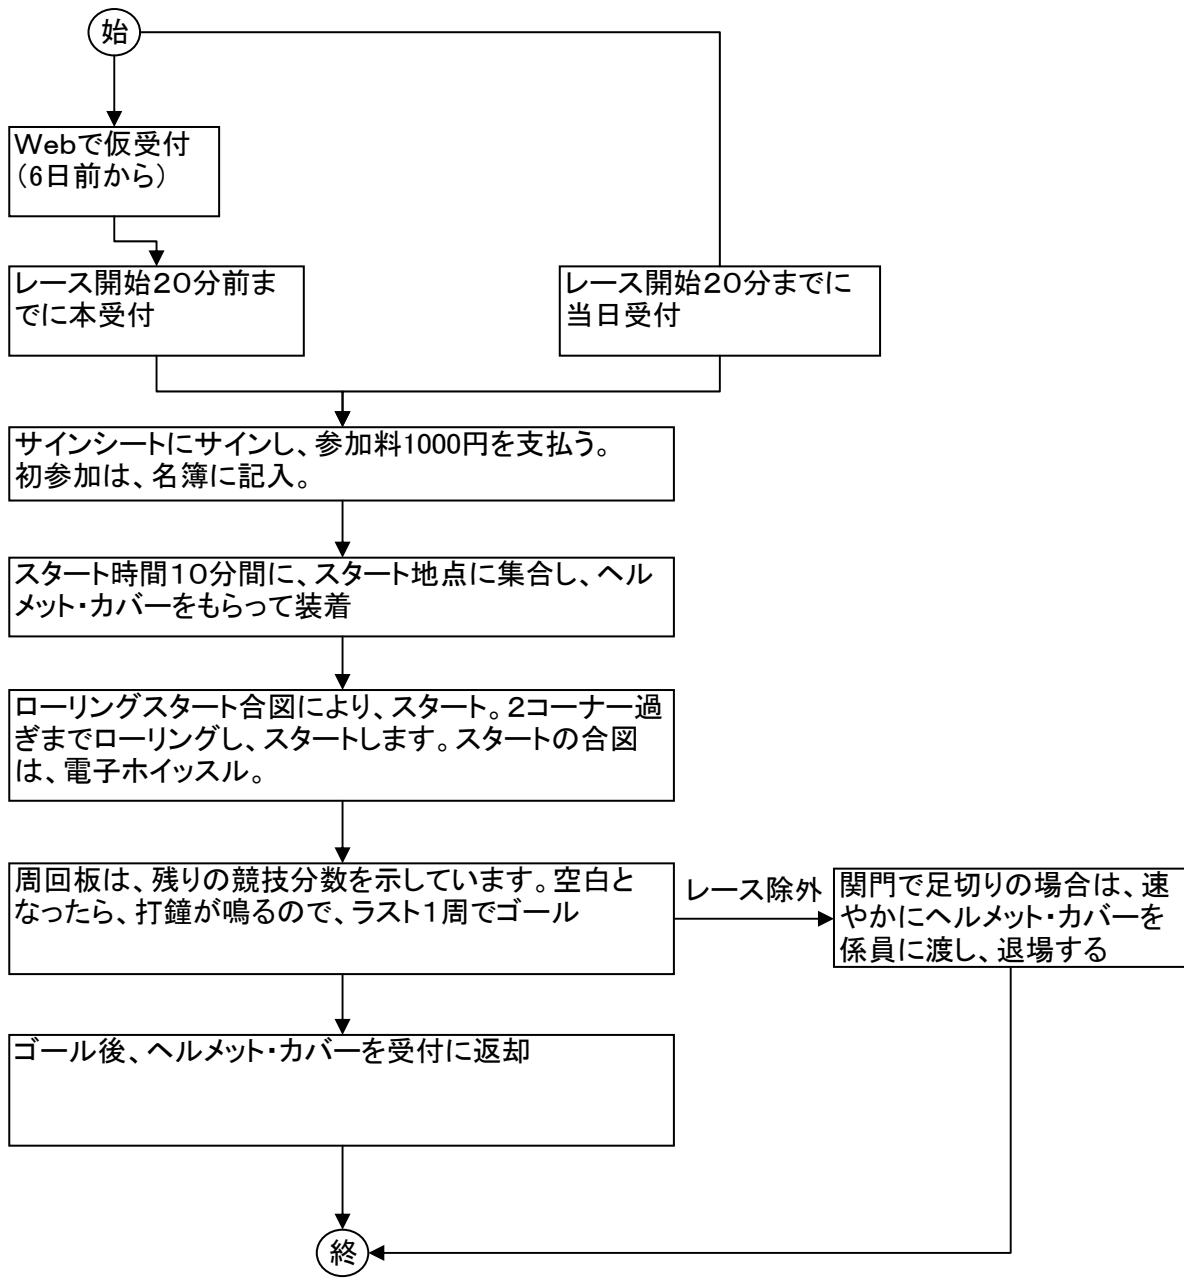 始
Webで仮受付
(6日前から)
レース開始20分前ま
でに本受付
レース開始20分までに
当日受付
サインシートにサインし、参加料1000円を支払う。
初参加は、名簿に記入。
スタート時間10分間に、スタート地点に集合し、ヘル
メット・カバーをもらって装着
ローリングスタート合図により、スタート。2コーナー過
ぎまでローリングし、スタートします。スタートの合図
は、電子ホイッスル。
周回板は、残りの競技分数を示しています。空白と
なったら、打鐘が鳴るので、ラスト1周でゴール
レース除外
関門で足切りの場合は、速
やかにヘルメット・カバーを
係員に渡し、退場する
ゴール後、ヘルメット・カバーを受付に返却
終